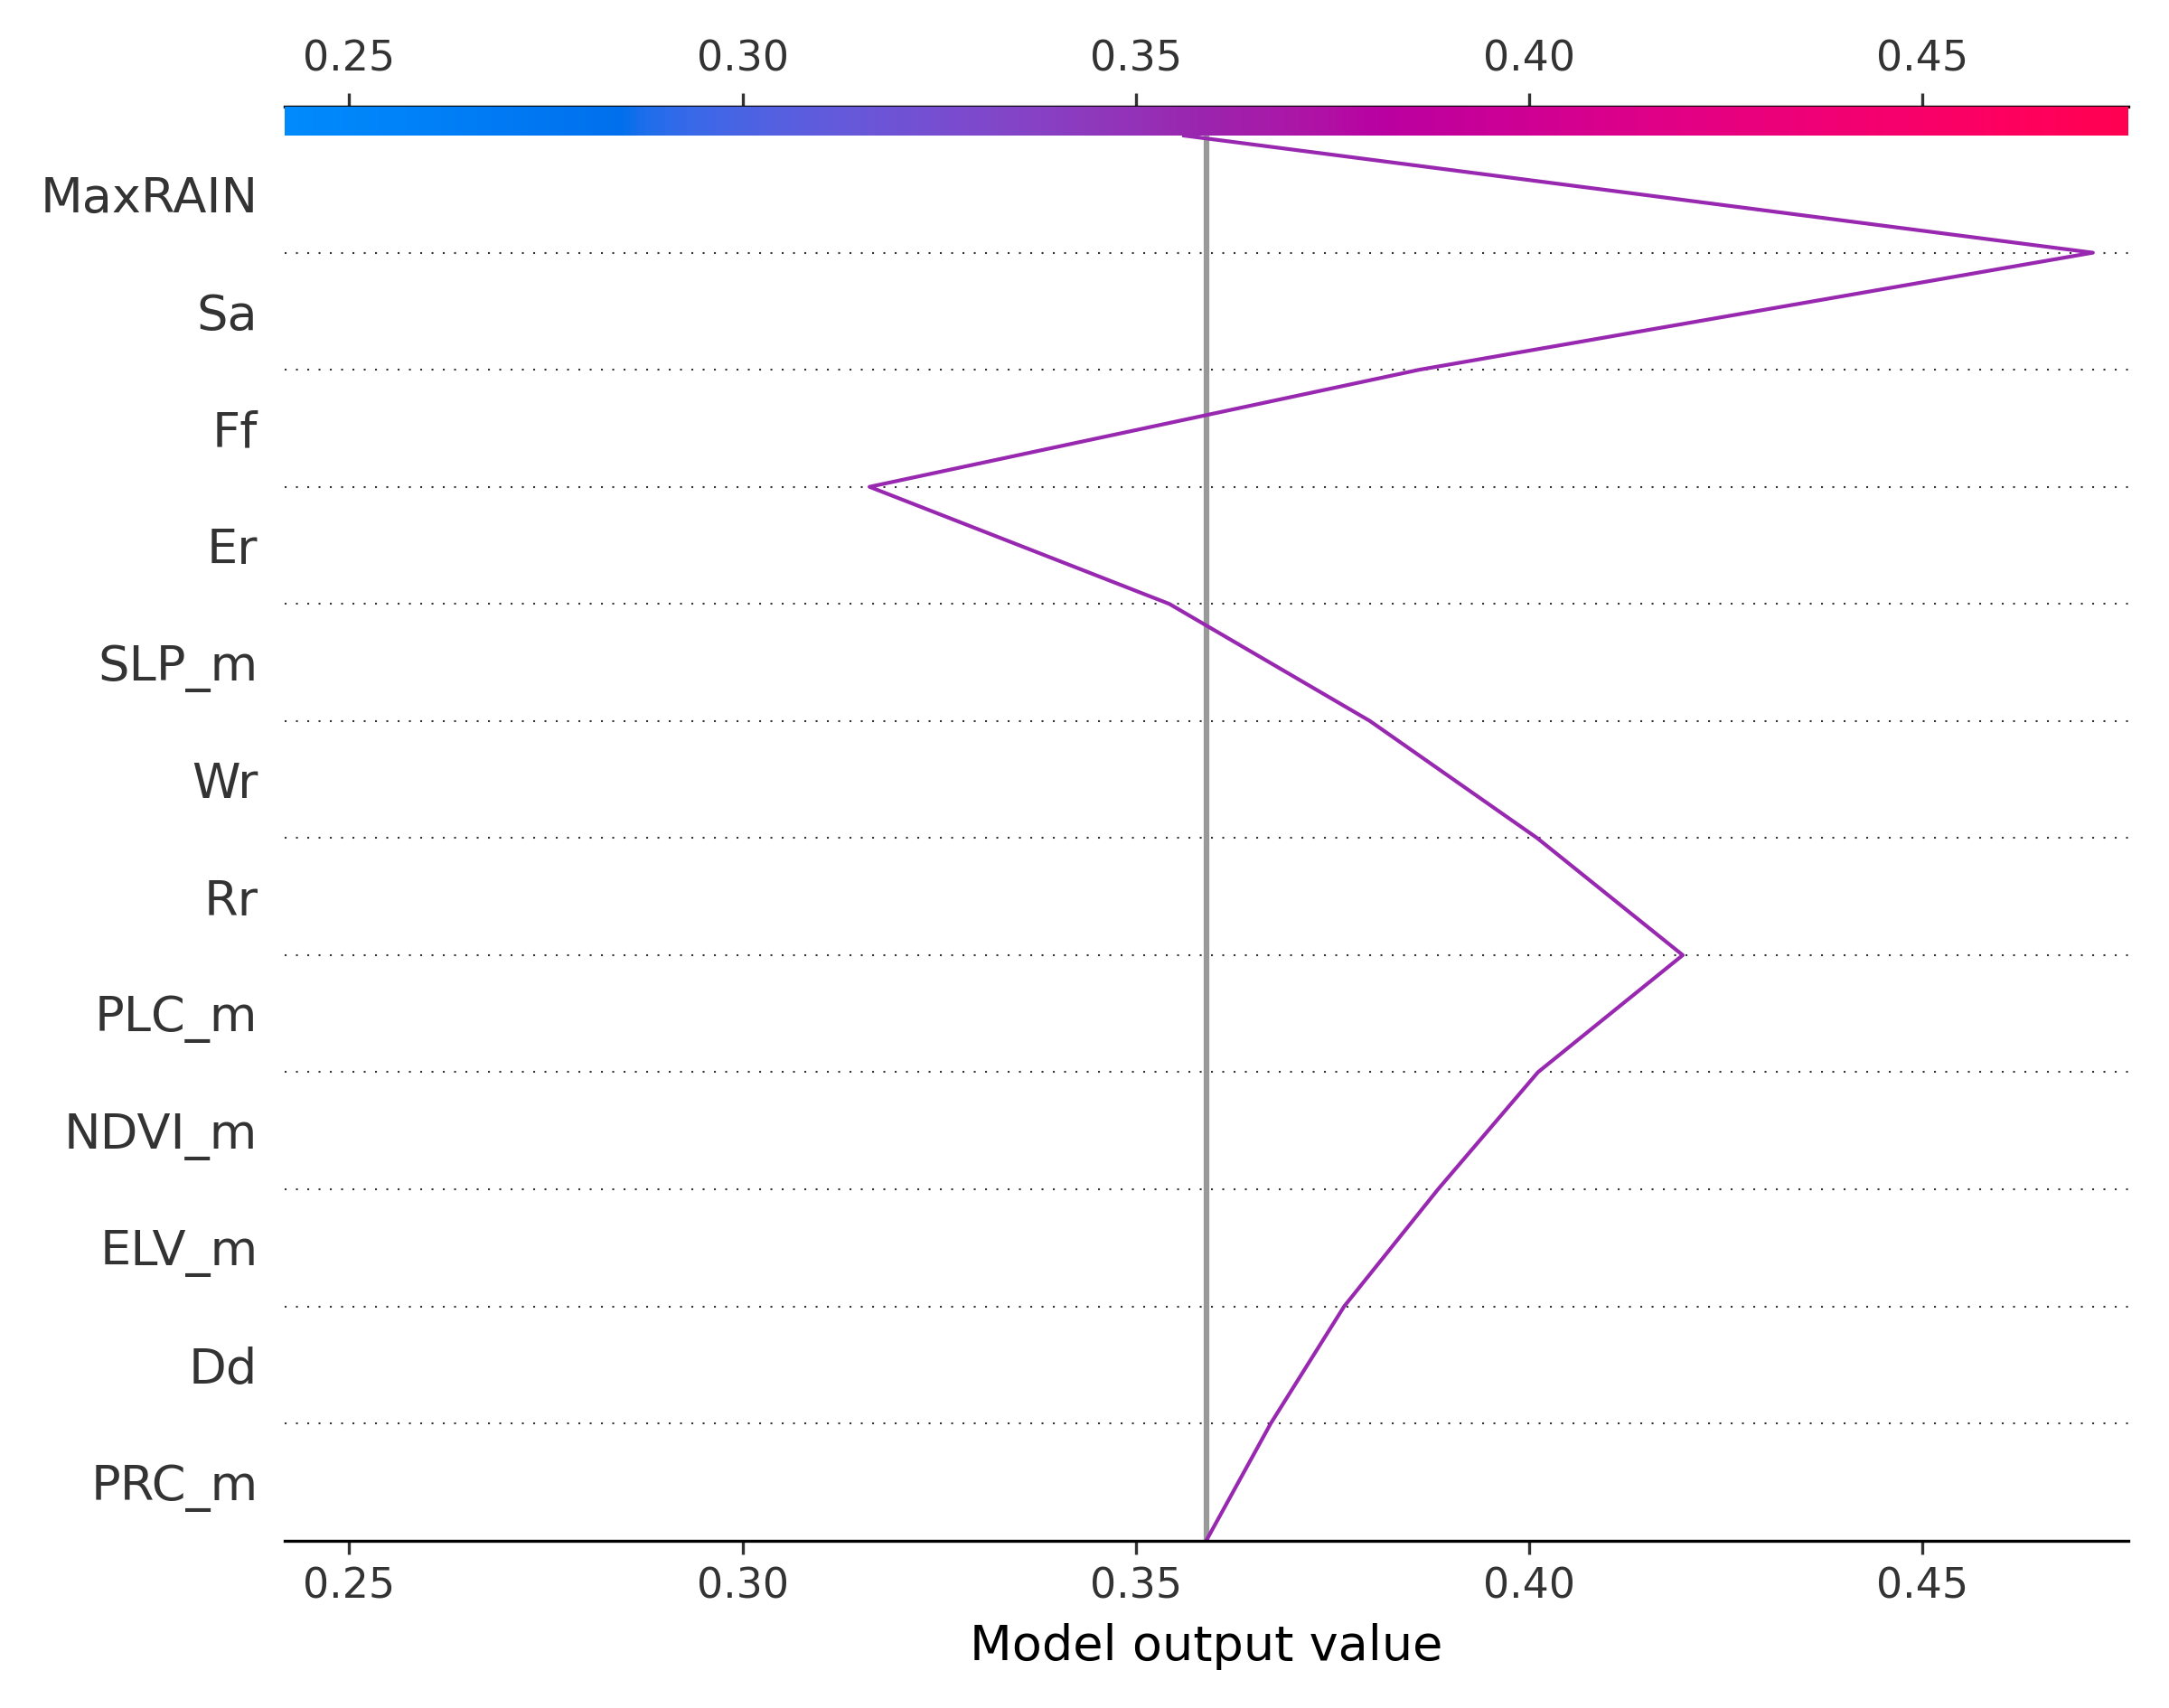 0.25 0.30 0.35 0.40 0.45
MaxRAIN
Sa
Ff
Er
SLP_m
Wr
Rr
PLC_m
NDVI_m
ELV_m
Dd
PRC_m
0.25 0.30 0.35 0.40 0.45
Model output value